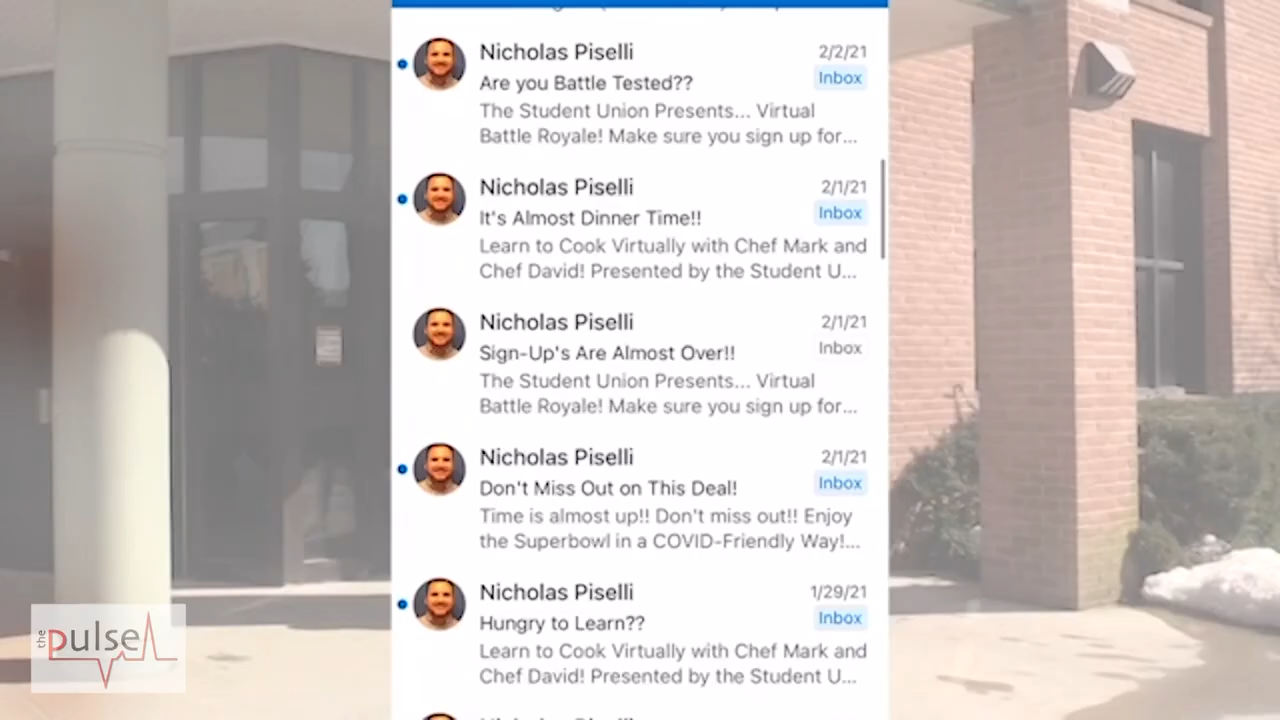 Nicholas Piselli
2/2/21
Are you Battle Tested??
Inbox
The Student Union Presents... Virtual
Battle Royale! Make sure you sign up for...
Nicholas Piselli
2/1/21
It's Almost Dinner Time!!
Inbox
Learn to Cook Virtually with Chef Mark and
Chef David! Presented by the Student U...
Nicholas Piselli
2/1/21
Sign-Up's Are Almost Over!!
Inbox
The Student Union Presents... Virtual
Battle Royale! Make sure you sign up for...
Nicholas Piselli
2/1/21
Don't Miss Out on This Deal!
Inbox
Time is almost up!! Don't miss out!! Enjoy
the Superbowl in a COVID-Friendly Way!...
Nicholas Piselli
1/29/21
Hungry to Learn??
Inbox
Learn to Cook Virtually with Chef Mark and
Chef David! Presented by the Student U...
the pulse